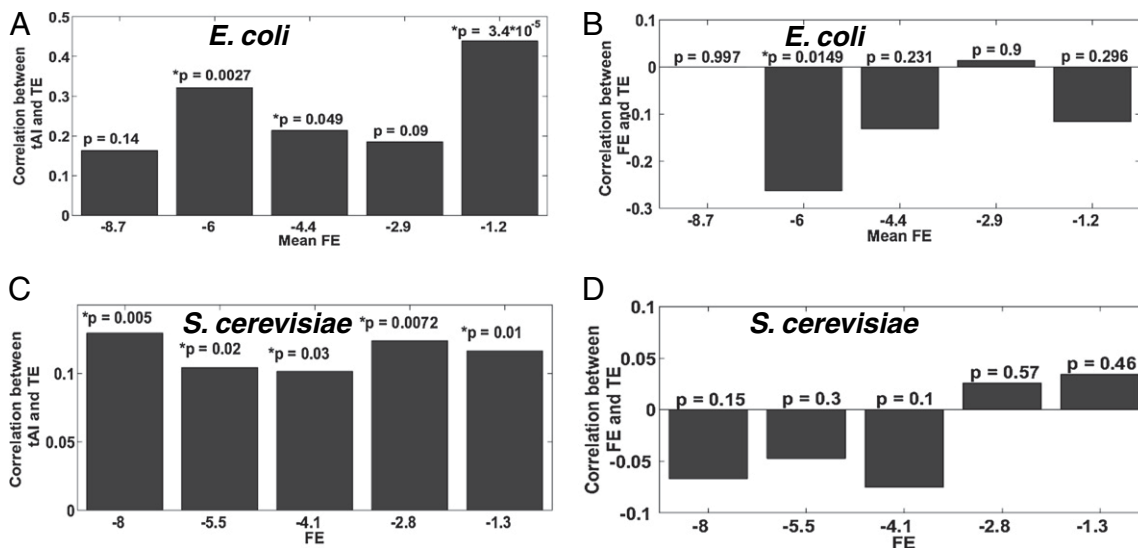 A
E. coli
Correlation between
tAI and TE
0.5
0.4
0.3
0.2
0.1
0
p = 0.14
*p = 0.0027
*p = 0.049
p = 0.09
*p = 3.4*10-5
-8.7
-6
-4.4
-2.9
-1.2
Mean FE
B
E. coli
Correlation between
FE and TE
0.1
0
-0.1
-0.2
-0.3
p = 0.997
*p = 0.0149
p = 0.231
p = 0.9
p = 0.296
-8.7
-6
-4.4
-2.9
-1.2
Mean FE
C
S. cerevisiae
Correlation between
tAI and TE
0.1
0.05
0
*p = 0.005
*p = 0.02
*p = 0.03
*p = 0.0072
*p = 0.01
-8
-5.5
-4.1
-2.8
-1.3
FE
D
S. cerevisiae
Correlation between
FE and TE
0.1
0.05
0
-0.05
-0.1
p = 0.15
p = 0.3
p = 0.1
p = 0.57
p = 0.46
-8
-5.5
-4.1
-2.8
-1.3
FE